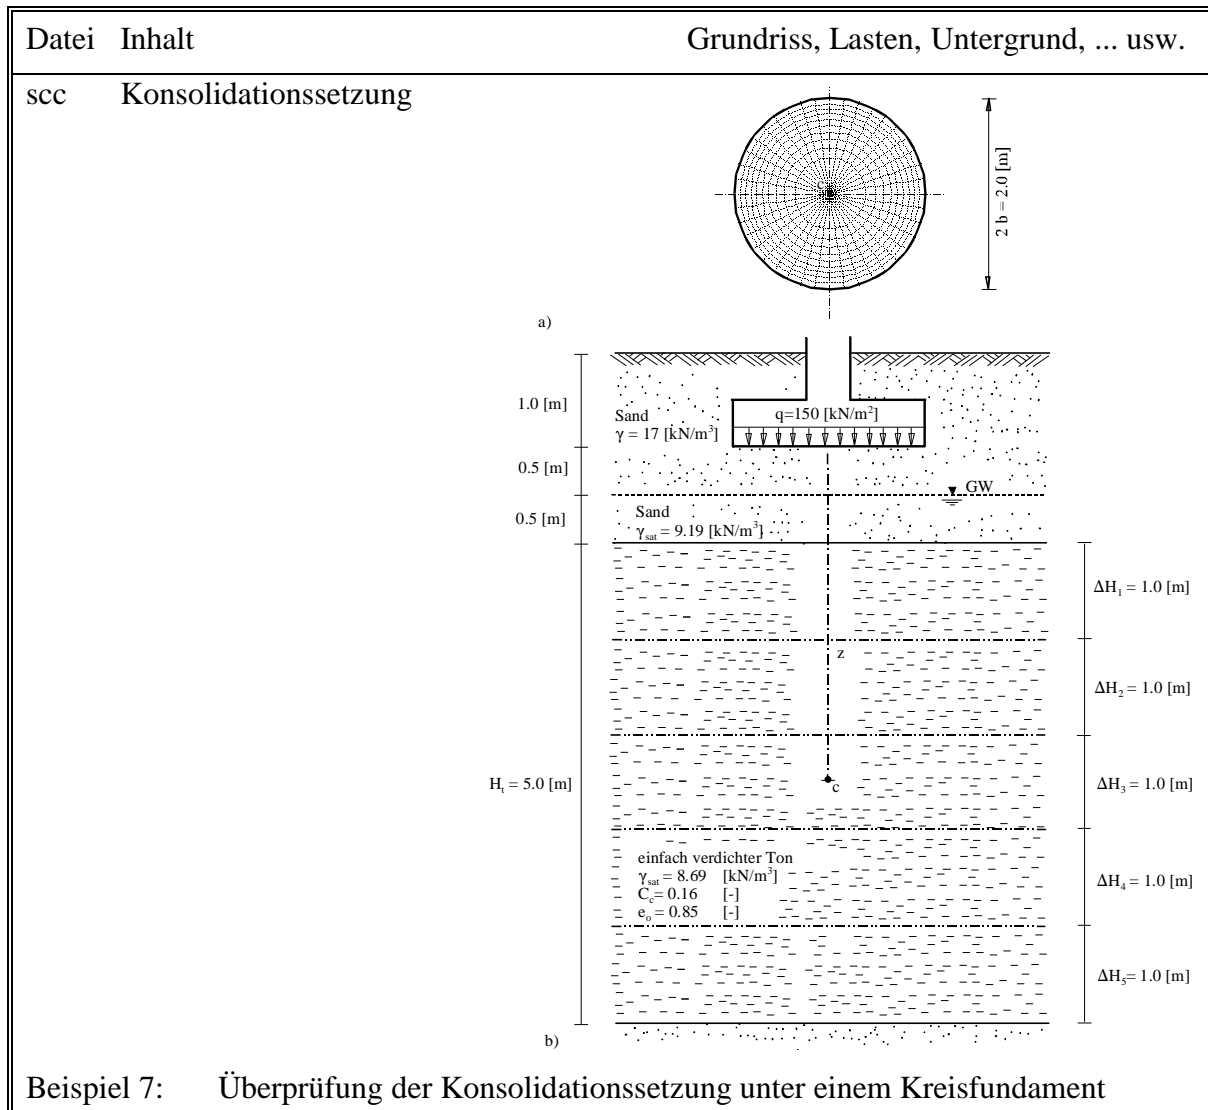 Datei Inhalt Grundriss, Lasten, Untergrund, ... usw.
scc Konsolidationssetzung
c
2 b = 2.0 [m]
a)
1.0 [m]
Sand
γ = 17 [kN/m³]
q=150 [kN/m²]
0.5 [m]
GW
0.5 [m]
Sand
γsat = 9.19 [kN/m³]
ΔH₁ = 1.0 [m]
z
ΔH₂ = 1.0 [m]
Hₜ = 5.0 [m]
c
ΔH₃ = 1.0 [m]
einfach verdichter Ton
γsat = 8.69 [kN/m³]
Cc= 0.16 [-]
eo = 0.85 [-]
ΔH₄ = 1.0 [m]
ΔH₅= 1.0 [m]
b)
Beispiel 7: Überprüfung der Konsolidationssetzung unter einem Kreisfundament